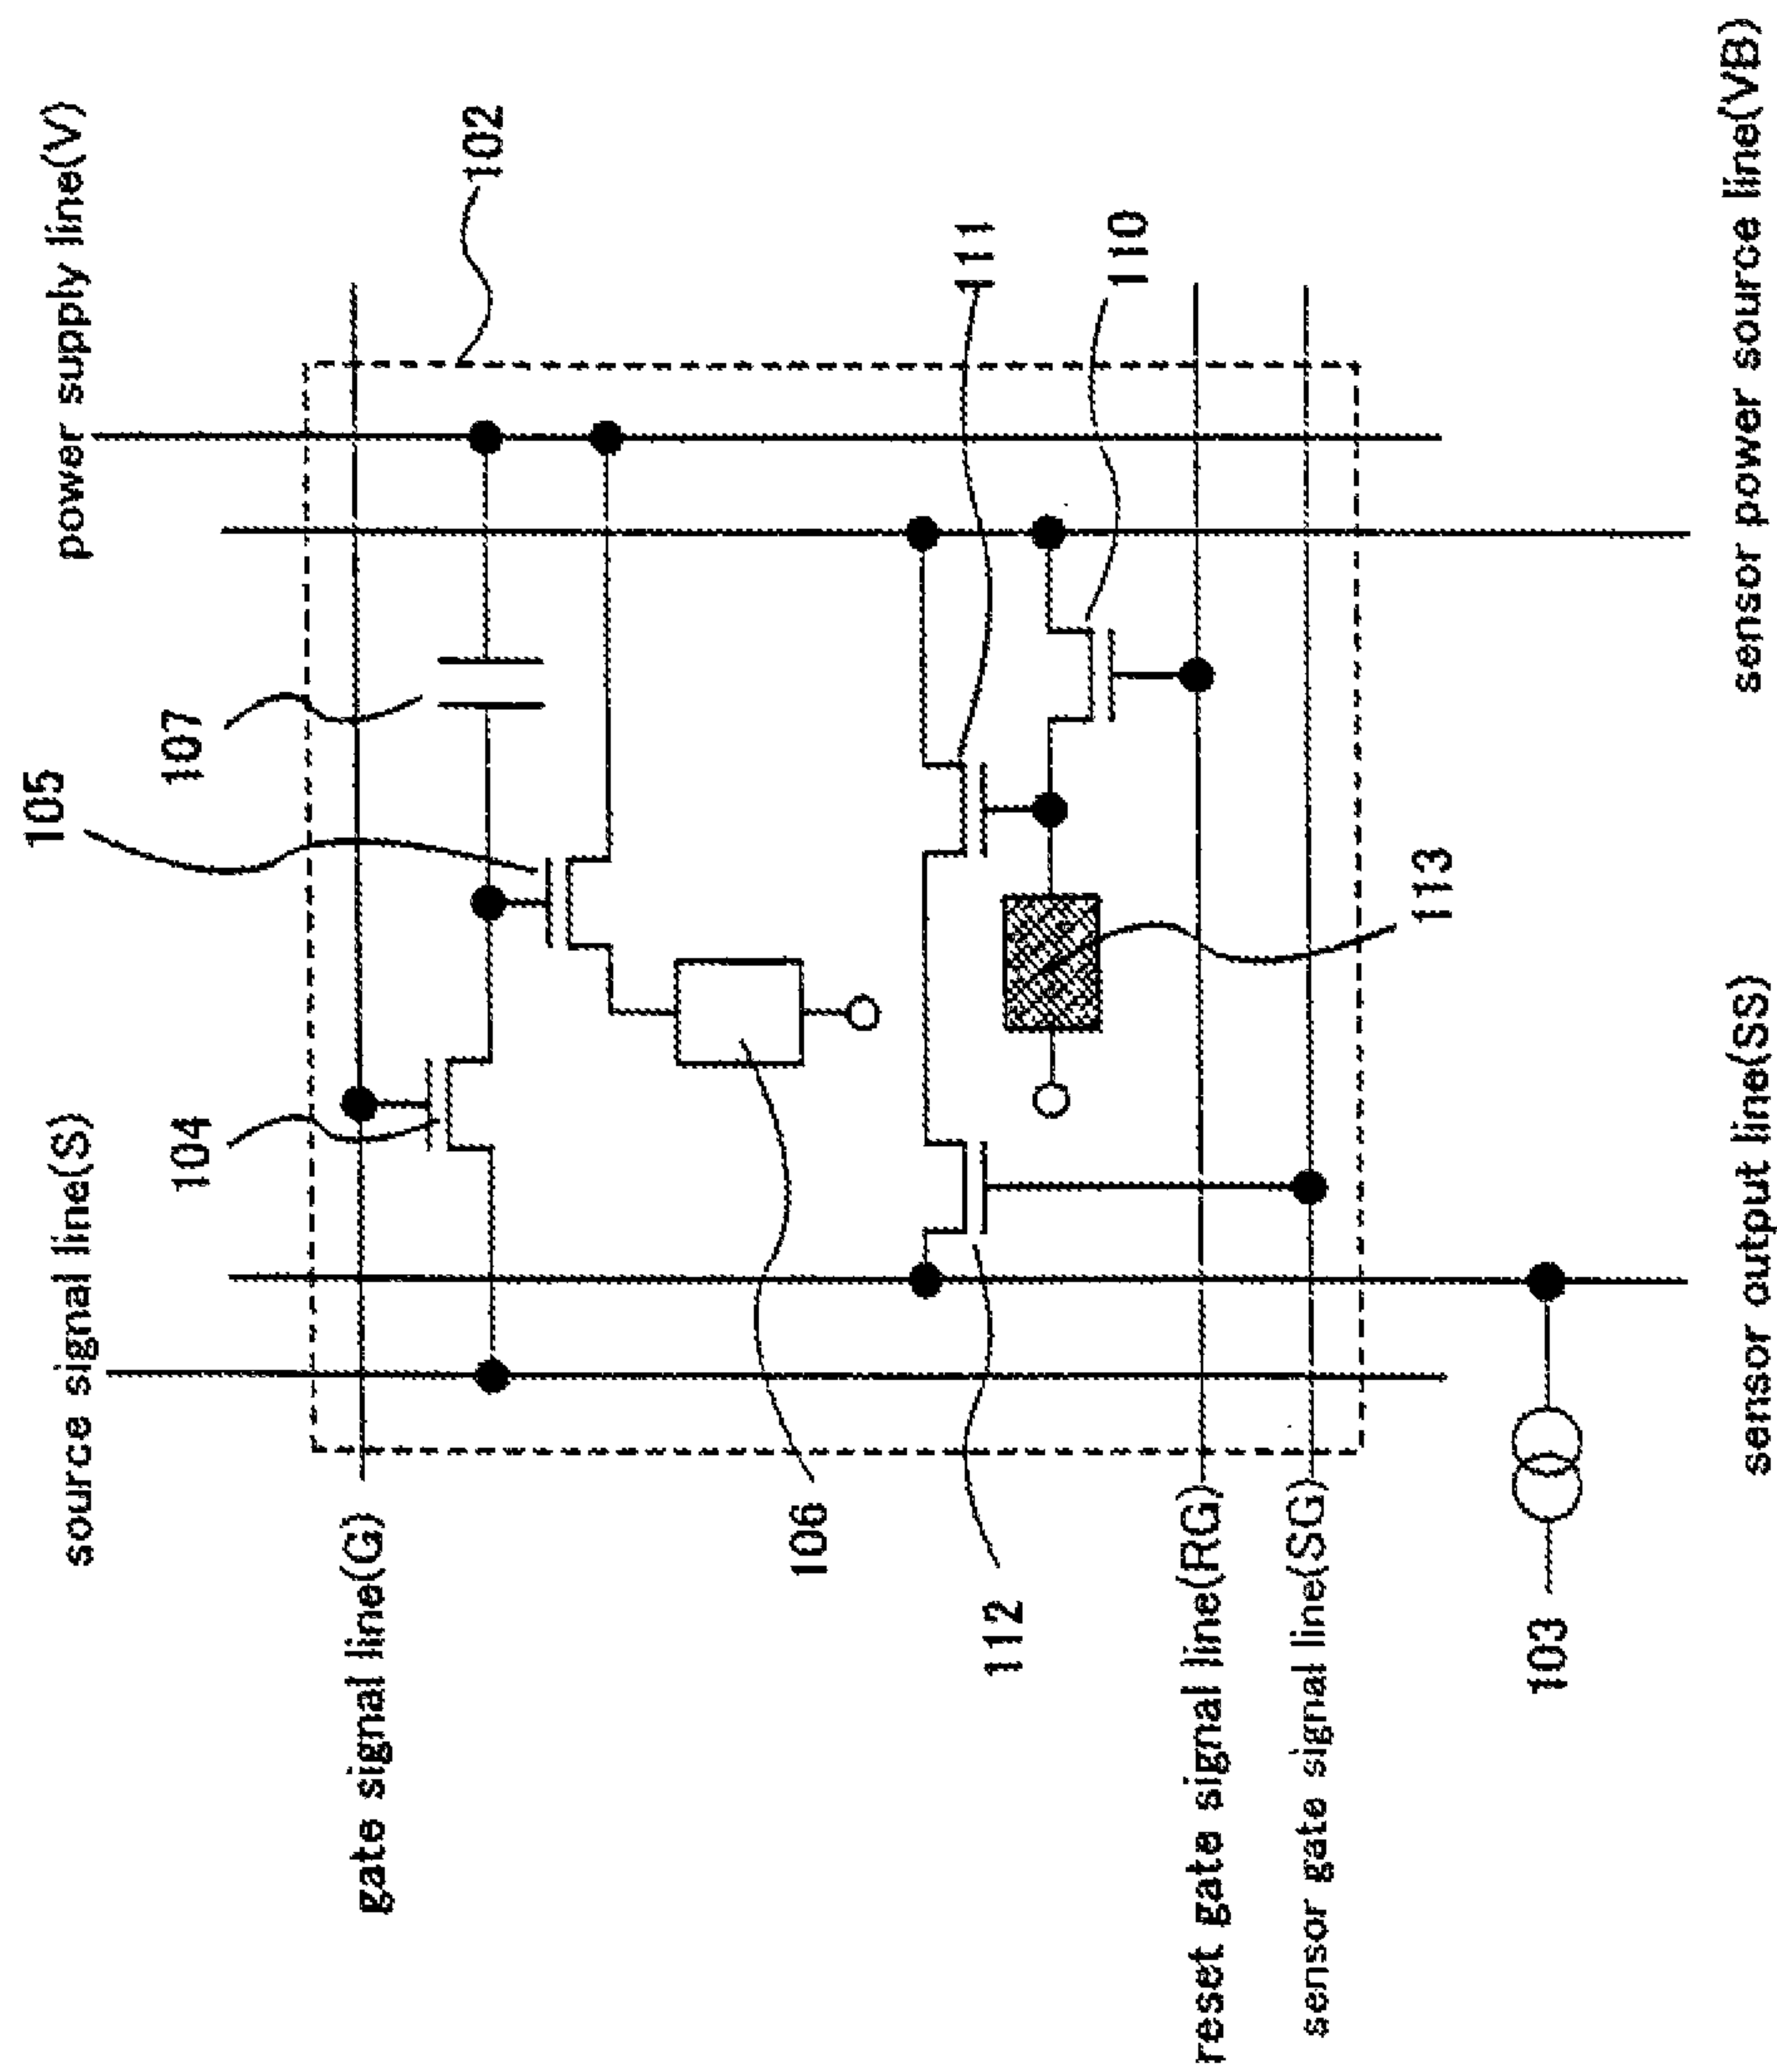 source signal line(S)
power supply line(V)
105
104
107
102
gate signal line(G)
106
111
112
110
reset gate signal line(RG)
sensor gate signal line(SG)
113
103
sensor output line(SS)
sensor power source line(VB)